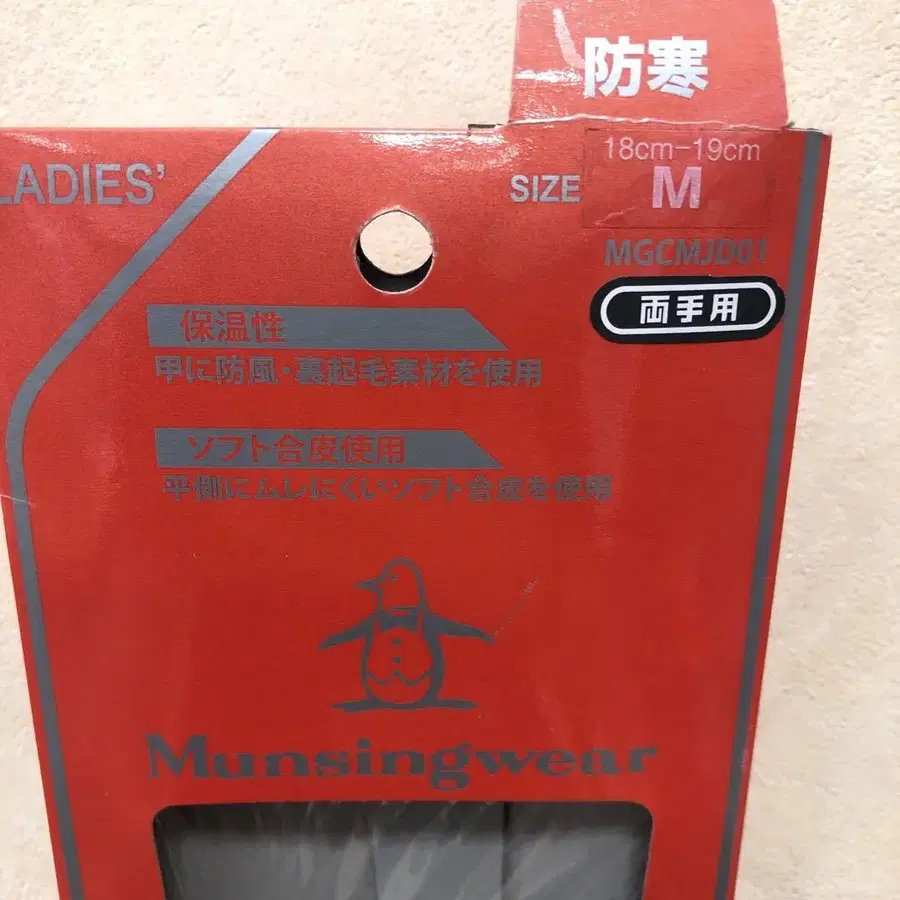 防寒
18cm-19cm
LADIES'
SIZE M
MGCMJD01
両手用
保温性
甲に防風・裏起毛素材を使用
ソフト合皮使用
平側にムレにくいソフト合皮を使用
Munsingwear